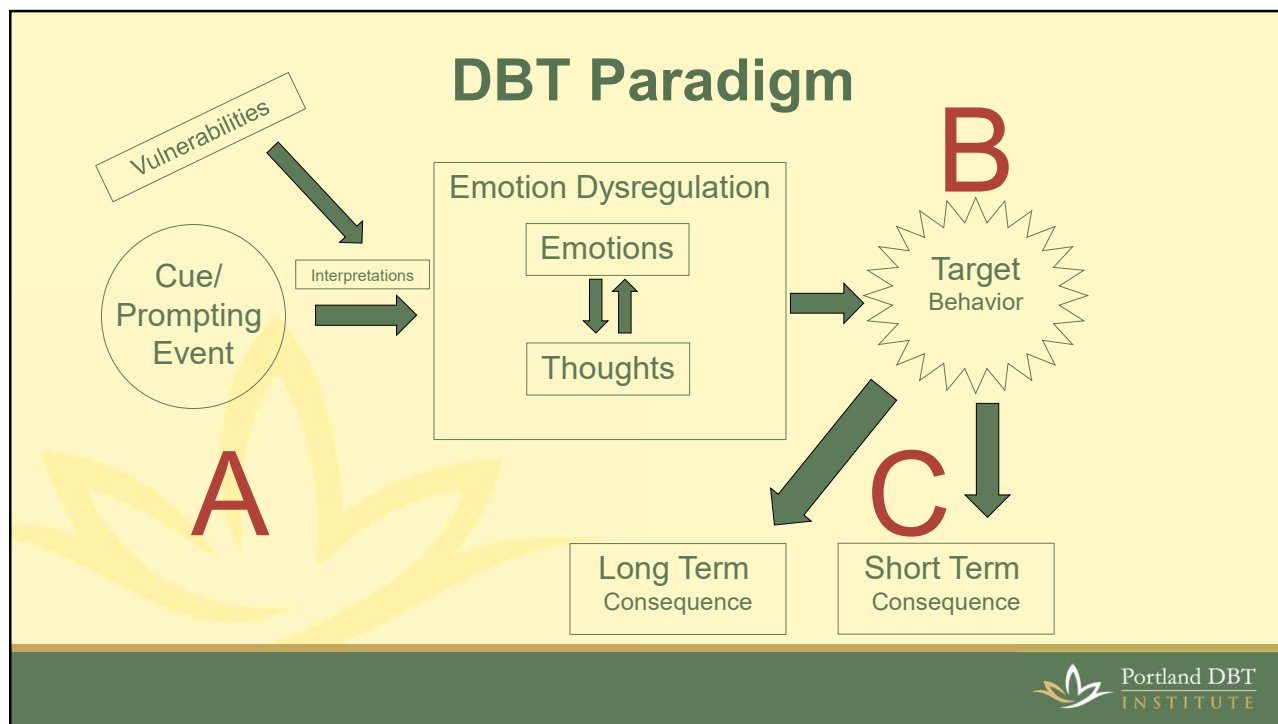 DBT Paradigm
Vulnerabilities
Cue/
Prompting
Event
Interpretations
Emotion Dysregulation
Emotions
Thoughts
B
Target
Behavior
A
C
Long Term
Consequence
Short Term
Consequence
Portland DBT
INSTITUTE